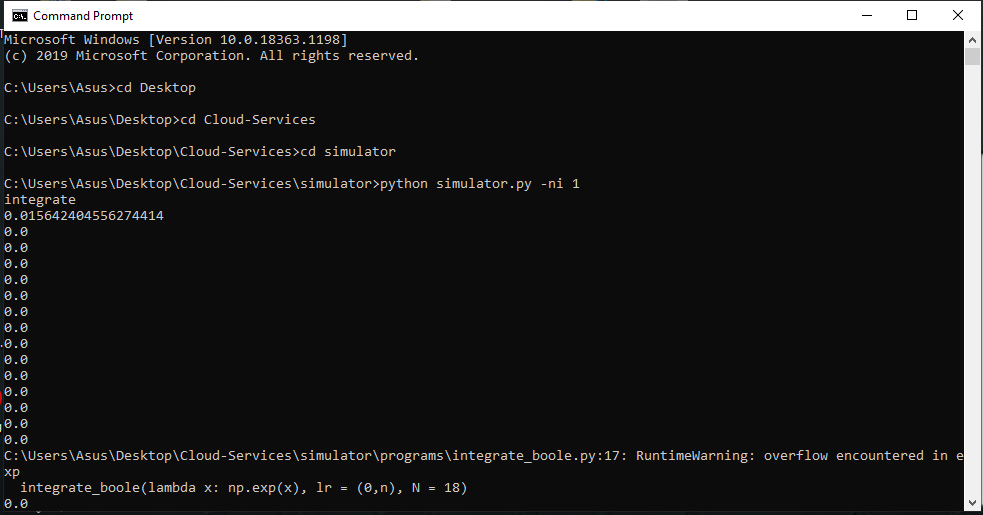 Command Prompt
Microsoft Windows [Version 10.0.18363.1198]
(c) 2019 Microsoft Corporation. All rights reserved.
C:\Users\Asus>cd Desktop
C:\Users\Asus\Desktop>cd Cloud-Services
C:\Users\Asus\Desktop\Cloud-Services>cd simulator
C:\Users\Asus\Desktop\Cloud-Services\simulator>python simulator.py -ni 1
integrate
0.015642404556274414
0.0
0.0
0.0
0.0
0.0
0.0
0.0
0.0
0.0
0.0
0.0
0.0
0.0
0.0
C:\Users\Asus\Desktop\Cloud-Services\simulator\programs\integrate_boole.py:17: RuntimeWarning: overflow encountered in e
xp
integrate_boole(lambda x: np.exp(x), lr = (0,n), N = 18)
0.0